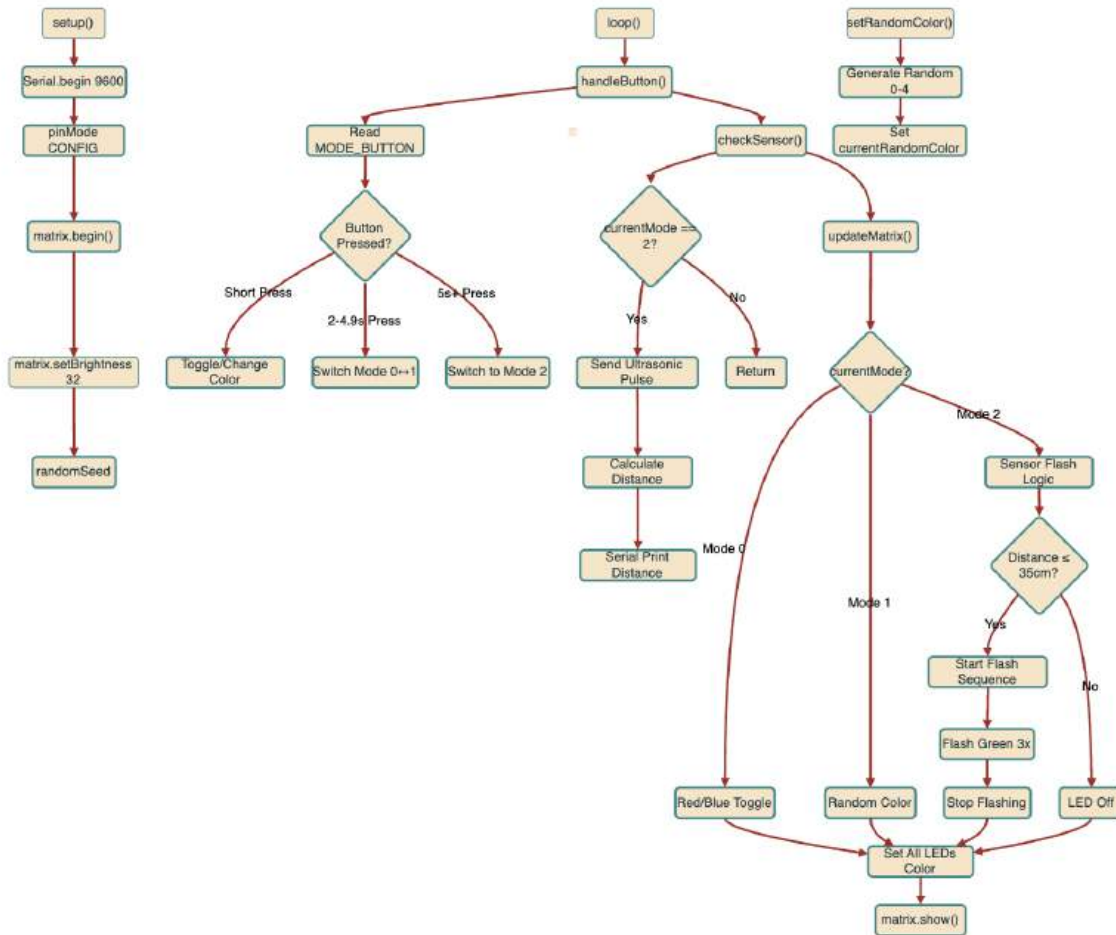 setup()
loop()
setRandomColor()
Serial.begin 9600
handleButton()
Generate Random
0-4
pinMode
CONFIG
Read
MODE_BUTTON
checkSensor()
Set
currentRandomColor
matrix.begin()
Button
Pressed?
currentMode ==
2?
updateMatrix()
Short Press
5s+ Press
No
2-4.9s Press
Yes
matrix.setBrightness
32
Toggle/Change
Color
Switch Mode 0↔1
Switch to Mode 2
Send Ultrasonic
Pulse
Return
currentMode?
Mode 2
randomSeed
Calculate
Distance
Sensor Flash
Logic
Mode 0
Serial Print
Distance
Distance ≤
35cm?
Mode 1
Yes
Start Flash
Sequence
No
Flash Green 3x
Red/Blue Toggle
Random Color
Stop Flashing
LED Off
Set All LEDs
Color
matrix.show()